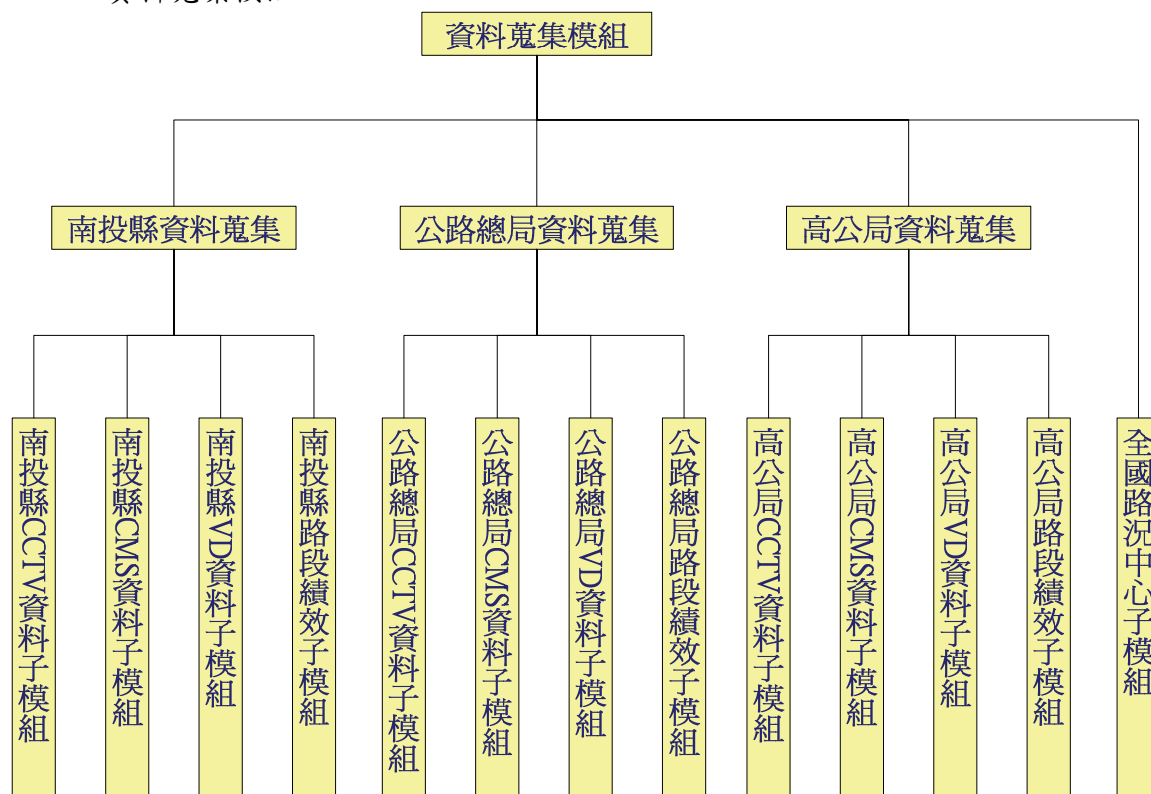 資料蒐集模組
南投縣資料蒐集
公路總局資料蒐集
高公局資料蒐集
南投縣CCTV資料子模組
南投縣CMS資料子模組
南投縣VD資料子模組
南投縣路段績效子模組
公路總局CCTV資料子模組
公路總局CMS資料子模組
公路總局VD資料子模組
公路總局路段績效子模組
高公局CCTV資料子模組
高公局CMS資料子模組
高公局VD資料子模組
高公局路段績效子模組
全國路況中心子模組